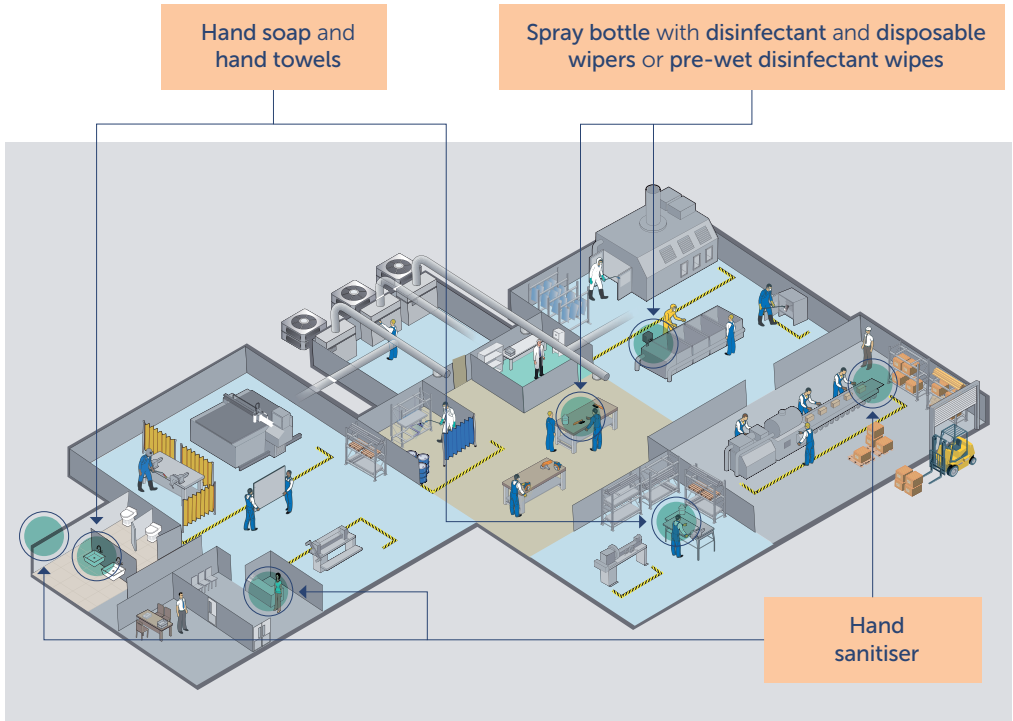 Hand soap and
hand towels
Spray bottle with disinfectant and disposable
wipers or pre-wet disinfectant wipes
Hand
sanitiser